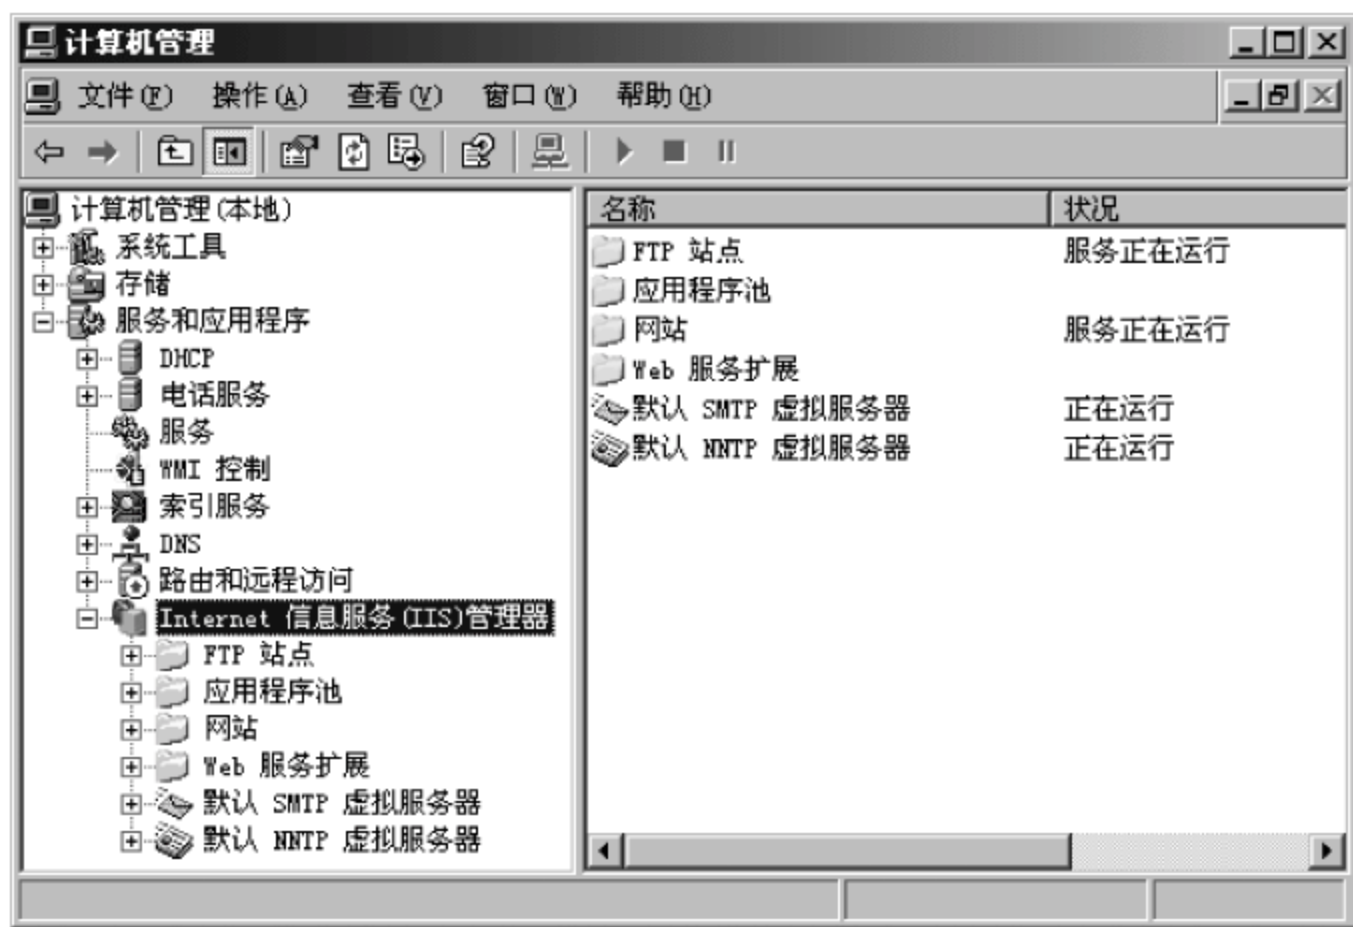 计算机管理
文件(F) 操作(A) 查看(V) 窗口(W) 帮助(H)
计算机管理(本地)
系统工具
存储
服务和应用程序
DHCP
电话服务
服务
WMI 控制
索引服务
DNS
路由和远程访问
Internet 信息服务(IIS)管理器
FTP 站点
应用程序池
网站
Web 服务扩展
默认 SMTP 虚拟服务器
默认 NNTP 虚拟服务器
名称 状况
FTP 站点 服务正在运行
应用程序池
网站 服务正在运行
Web 服务扩展
默认 SMTP 虚拟服务器 正在运行
默认 NNTP 虚拟服务器 正在运行